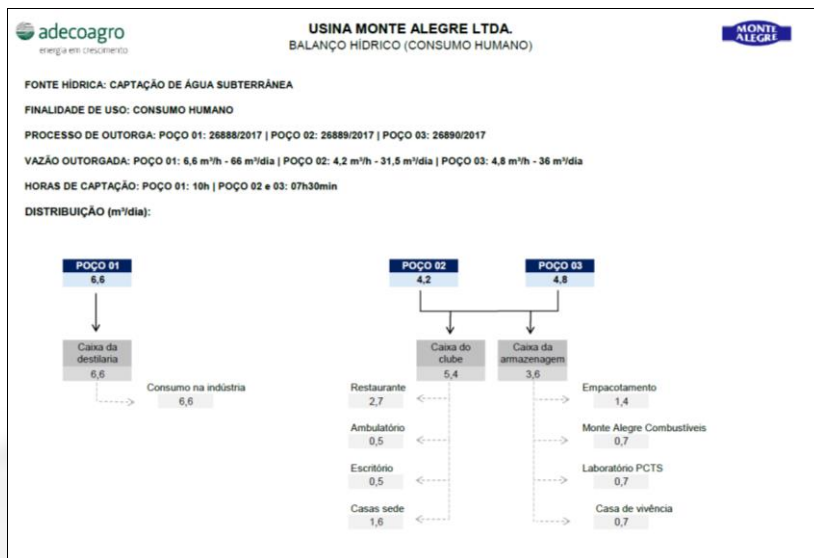 adecoagro
energia em crescimento
USINA MONTE ALEGRE LTDA.
BALANÇO HÍDRICO (CONSUMO HUMANO)
MONTE
ALEGRE
FONTE HÍDRICA: CAPTAÇÃO DE ÁGUA SUBTERRÂNEA
FINALIDADE DE USO: CONSUMO HUMANO
PROCESSO DE OUTORGA: POÇO 01: 26888/2017 | POÇO 02: 26889/2017 | POÇO 03: 26890/2017
VAZÃO OUTORGADA: POÇO 01: 6,6 m³/h - 66 m³/dia | POÇO 02: 4,2 m³/h - 31,5 m³/dia | POÇO 03: 4,8 m³/h - 36 m³/dia
HORAS DE CAPTAÇÃO: POÇO 01: 10h | POÇO 02 e 03: 07h30min
DISTRIBUIÇÃO (m³/dia):
POÇO 01
6,6
Caixa da
destilaria
6,6
Consumo na indústria
6,6
POÇO 02
4,2
POÇO 03
4,8
Caixa do
clube
5,4
Caixa da
armazenagem
3,6
Restaurante
2,7
Ambulatório
0,5
Escritório
0,5
Casas sede
1,6
Empacotamento
1,4
Monte Alegre Combustíveis
0,7
Laboratório PCTS
0,7
Casa de vivência
0,7